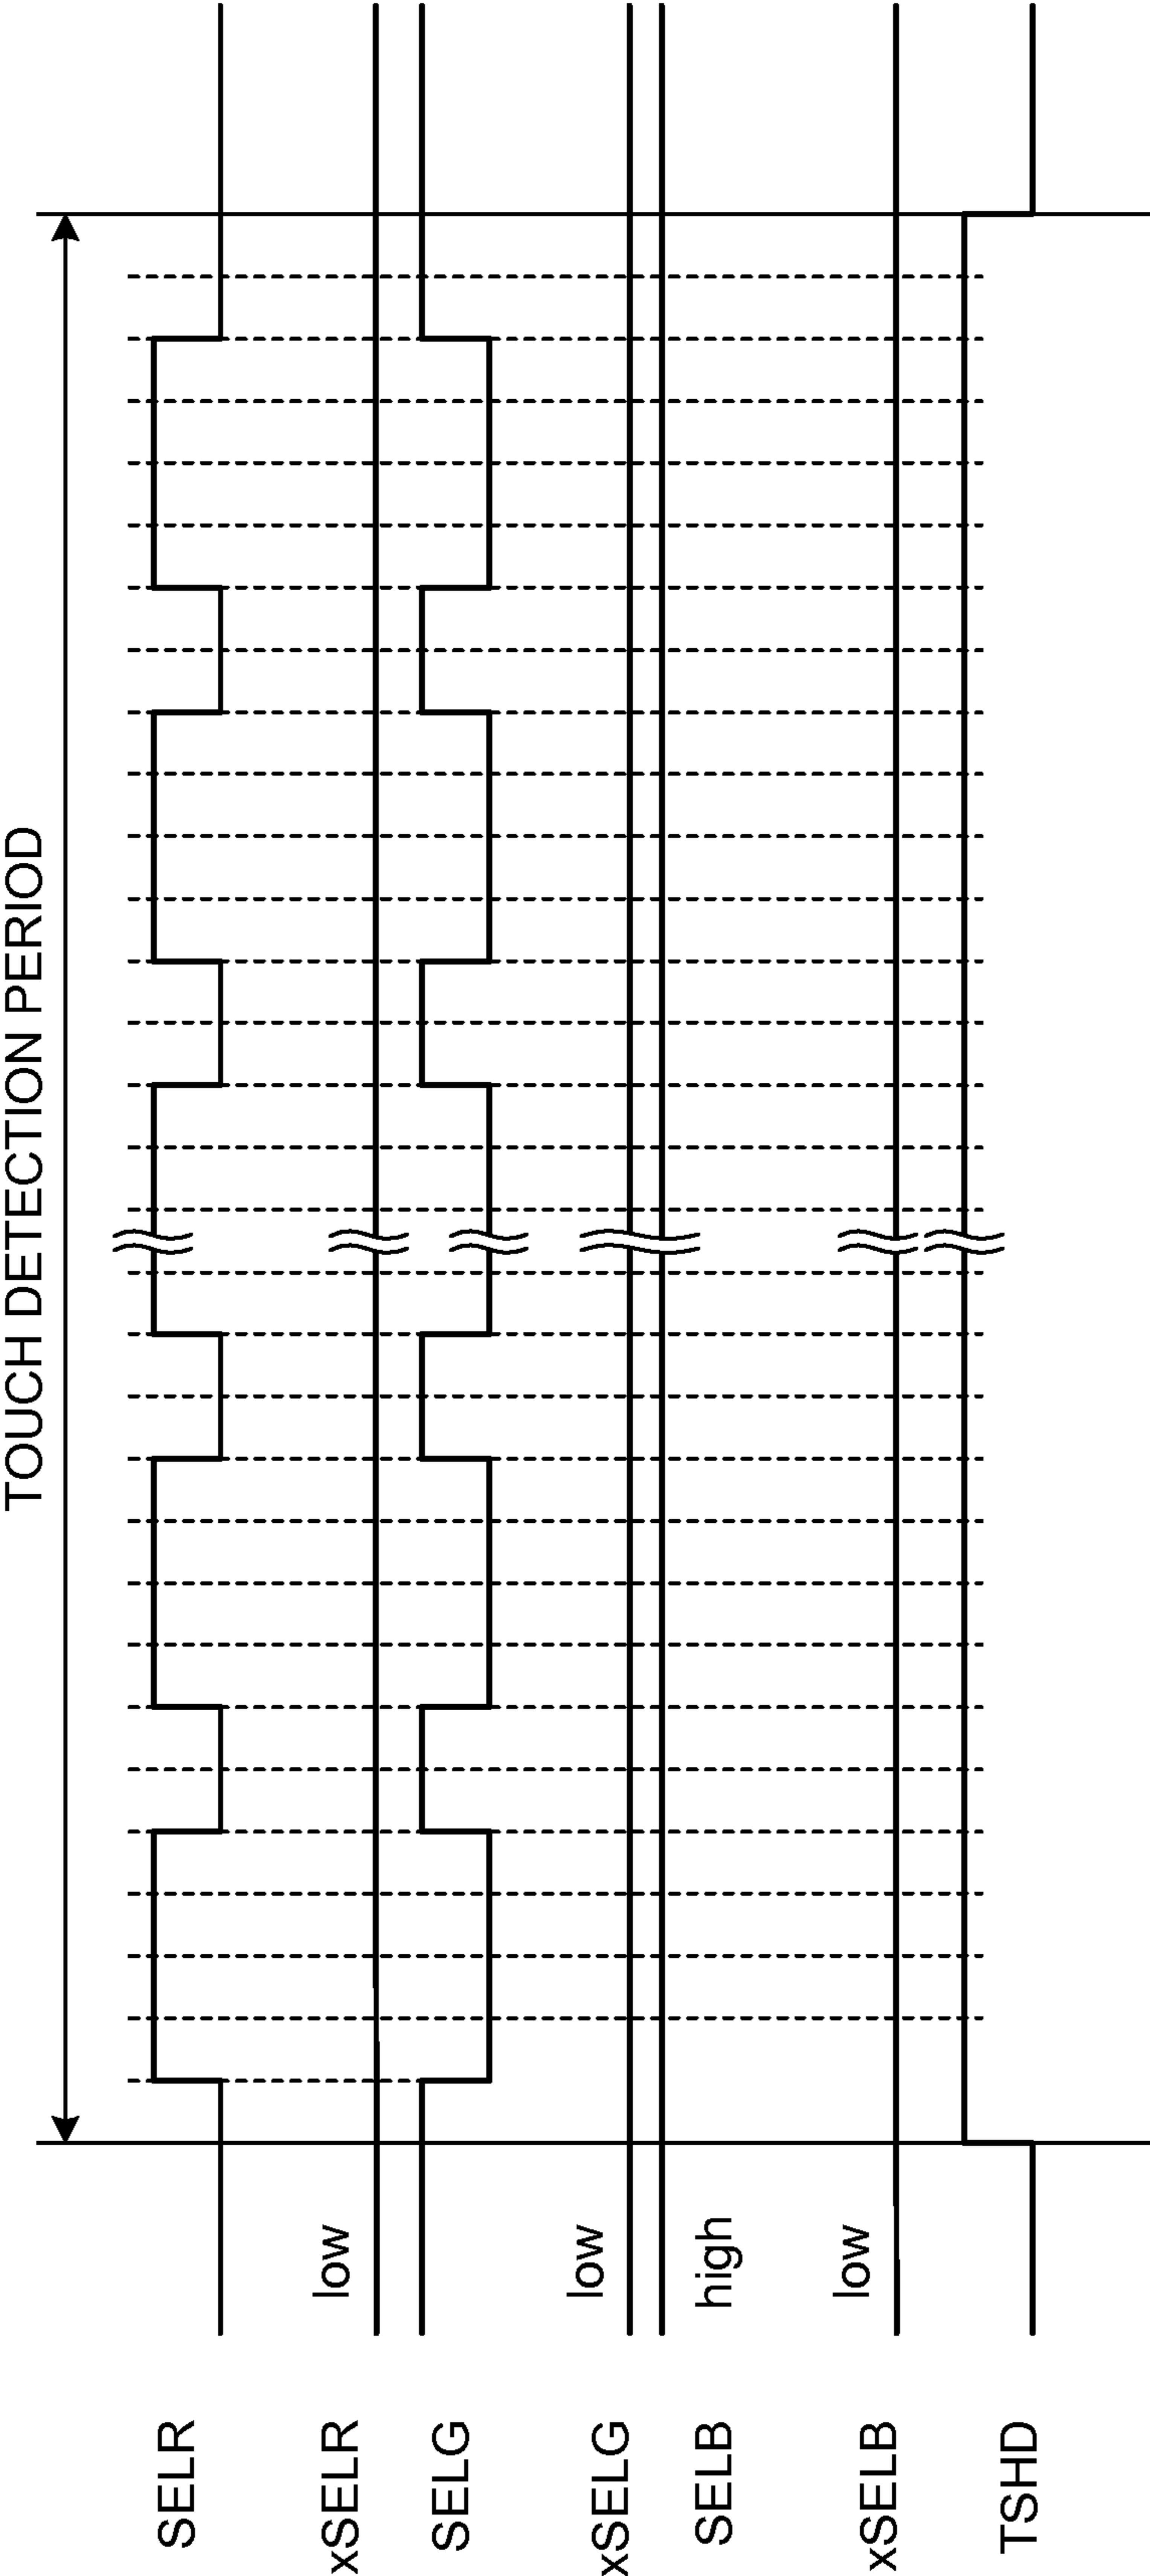 TOUCH DETECTION PERIOD
SELR
xSELR
low
SELG
xSELG
low
SELB
high
xSELB
low
TSHD